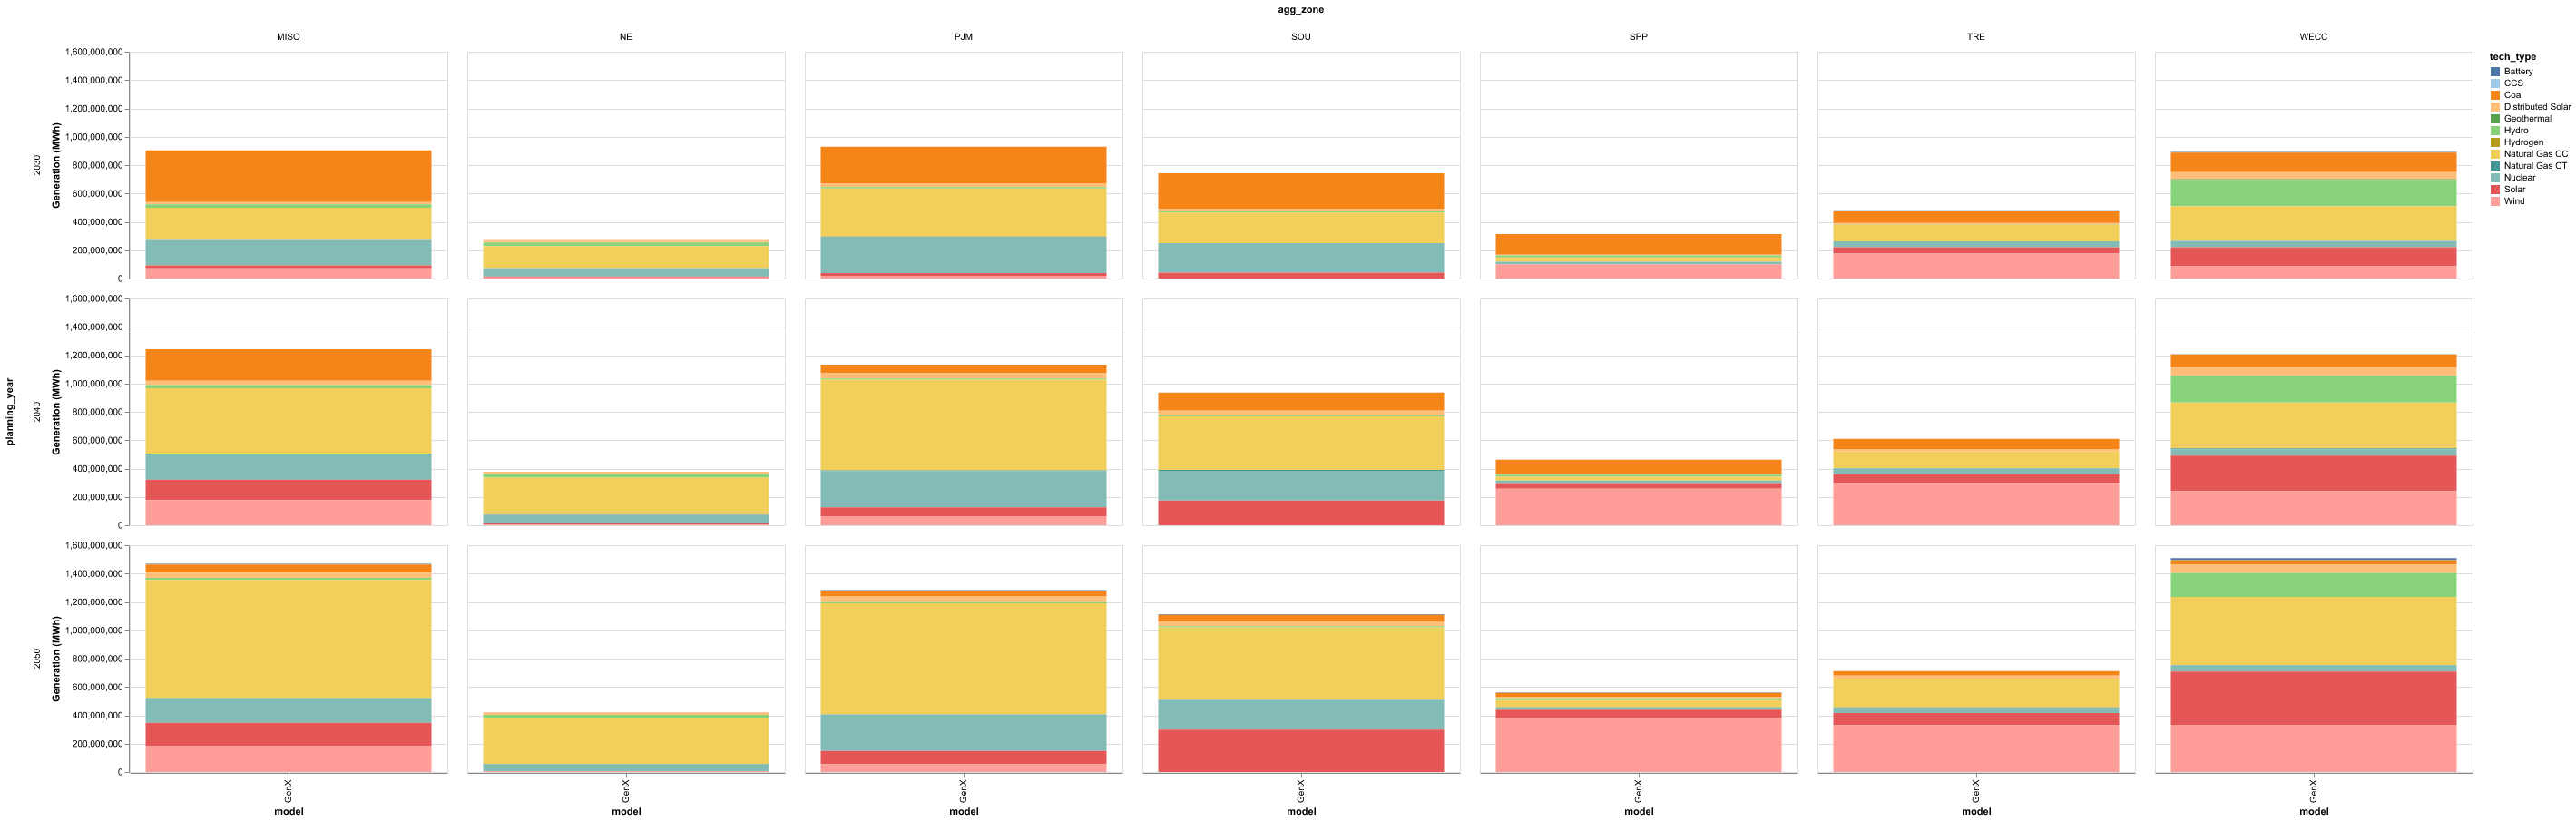 agg_zone
MISO NE PJM SOU SPP TRE WECC
planning_year
2030
Generation (MWh)
1,600,000,000
1,400,000,000
1,200,000,000
1,000,000,000
800,000,000
600,000,000
400,000,000
200,000,000
0
2040
Generation (MWh)
1,600,000,000
1,400,000,000
1,200,000,000
1,000,000,000
800,000,000
600,000,000
400,000,000
200,000,000
0
2050
Generation (MWh)
1,600,000,000
1,400,000,000
1,200,000,000
1,000,000,000
800,000,000
600,000,000
400,000,000
200,000,000
0
GenX GenX GenX GenX GenX GenX GenX
model model model model model model model
tech_type
Battery
CCS
Coal
Distributed Solar
Geothermal
Hydro
Hydrogen
Natural Gas CC
Natural Gas CT
Nuclear
Solar
Wind